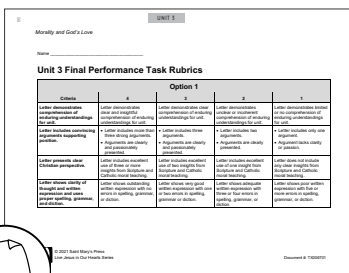 UNIT 3
Morality and God's Love
Name
Unit 3 Final Performance Task Rubrics
Option 1
Criteria 4 3 2 1
Letter demonstrates comprehension of enduring understandings for unit.
Letter demonstrates clear and insightful comprehension of enduring understandings for unit.
Letter demonstrates clear comprehension of enduring understandings for unit.
Letter demonstrates unclear or incoherent comprehension of enduring understandings for unit.
Letter demonstrates limited or no comprehension of enduring understandings for unit.
Letter includes convincing arguments supporting position.
• Letter includes more than three strong arguments.
• Arguments are clearly and passionately presented.
• Letter includes three arguments.
• Arguments are clearly presented.
• Letter includes two arguments.
• Arguments are clearly presented.
• Letter includes only one argument.
• Argument lacks clarity or passion.
Letter presents clear Christian perspective.
Letter includes excellent use of three or more insights from Scripture and Catholic moral teaching.
Letter includes excellent use of two insights from Scripture and Catholic moral teaching.
Letter includes excellent use of one insight from Scripture and Catholic moral teaching.
Letter does not include any clear insights from Scripture and Catholic moral teaching.
Letter shows clarity of thought and written expression and uses proper spelling, grammar, and diction.
Letter shows outstanding written expression with no errors in spelling, grammar, or diction.
Letter shows very good written expression with one or two errors in spelling, grammar, or diction.
Letter shows adequate written expression with three or four errors in spelling, grammar, or diction.
Letter shows poor written expression with five or more errors in spelling, grammar, or diction.
© 2021 Saint Mary's Press
Live Jesus in Our Hearts Series